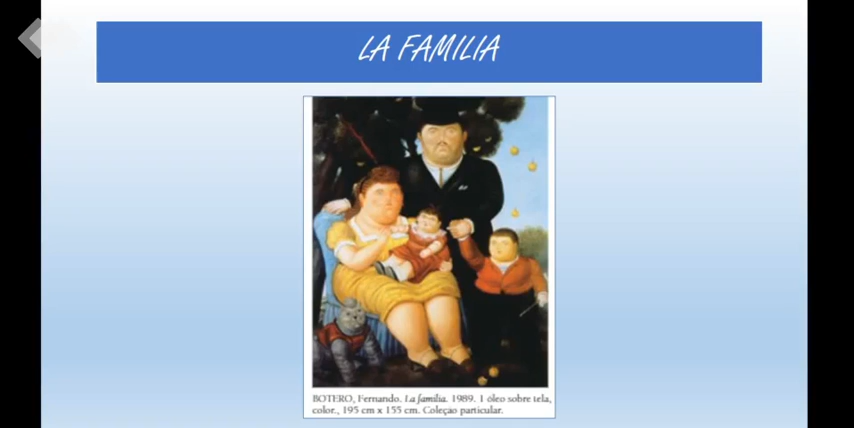 LA FAMILIA
BOTERO, Fernando. La familia. 1989. 1 óleo sobre tela,
color., 195 cm x 155 cm. Coleção particular.